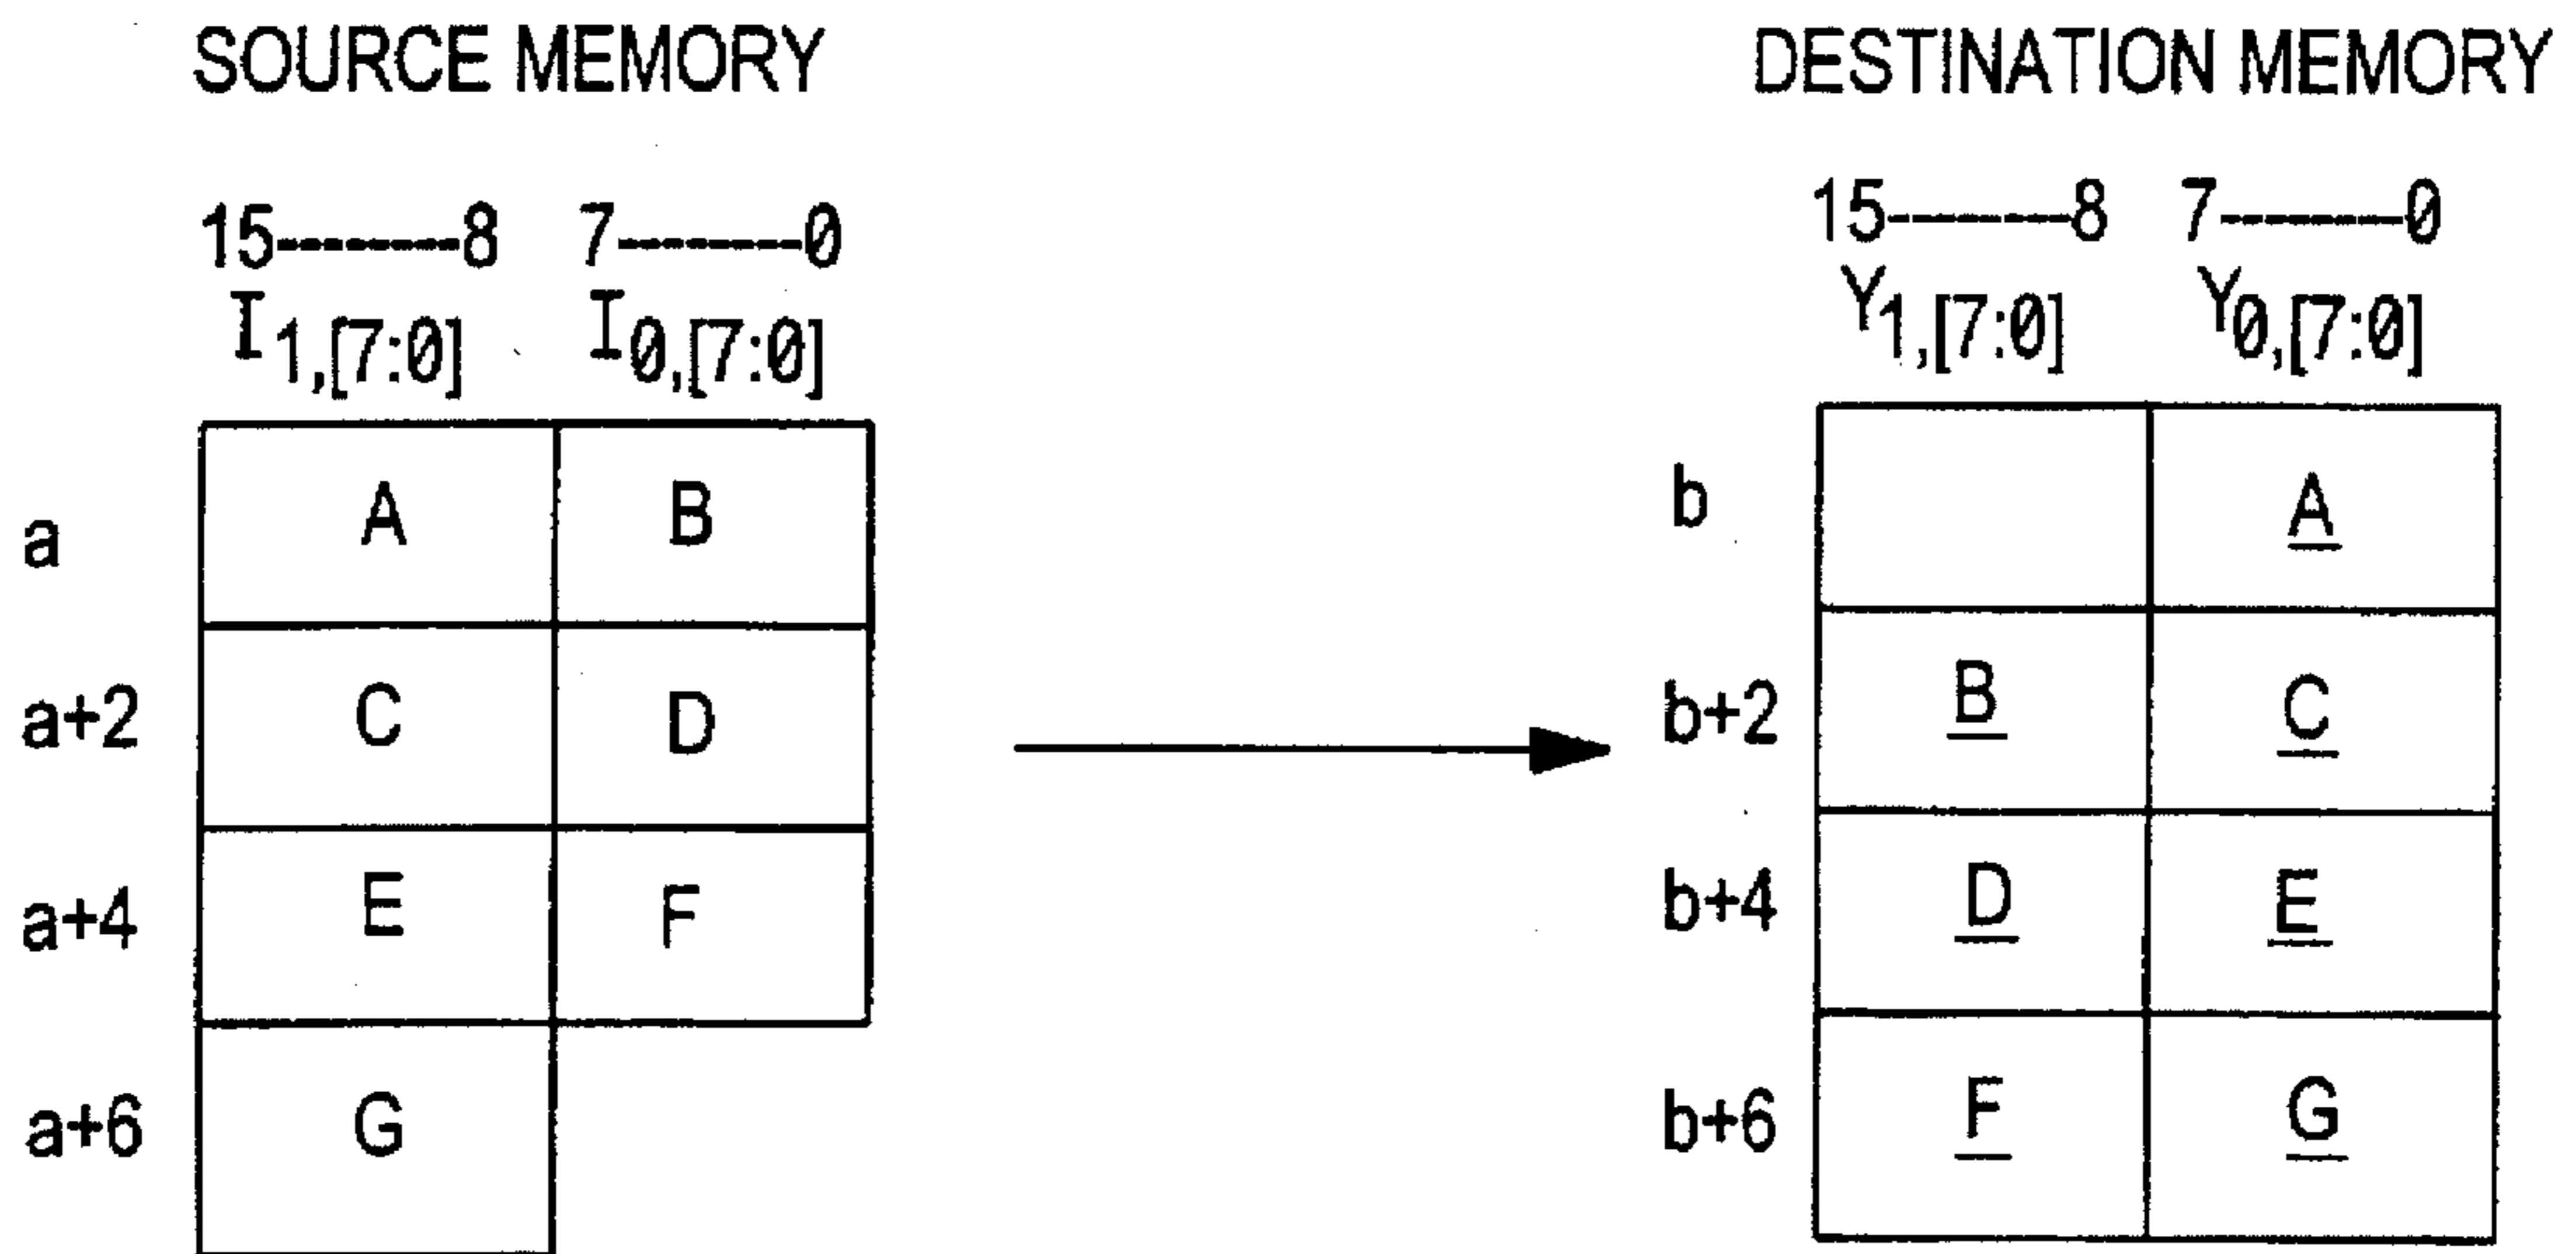 SOURCE MEMORY
15-------8 7-------0
I1,[7:0] I0,[7:0]
a A B
a+2 C D
a+4 E F
a+6 G
DESTINATION MEMORY
15-------8 7-------0
Y1,[7:0] Y0,[7:0]
b A
b+2 B C
b+4 D E
b+6 F G